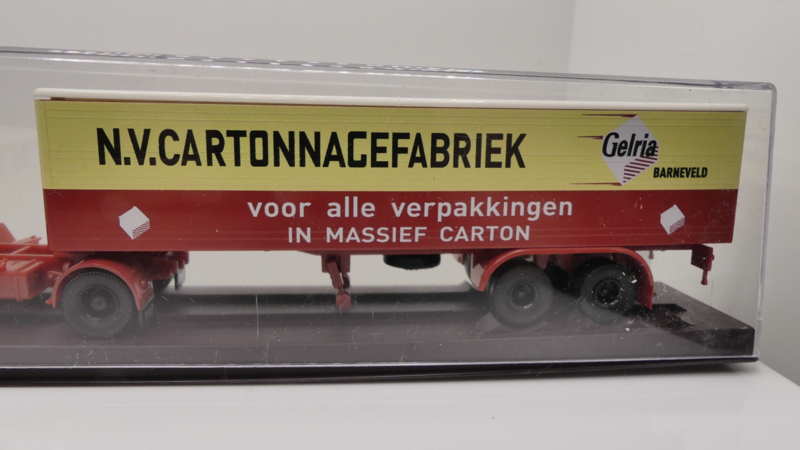 N.V. CARTONNAGEFABRIEK
Gelria
BARNEVELD
voor alle verpakkingen
IN MASSIEF CARTON